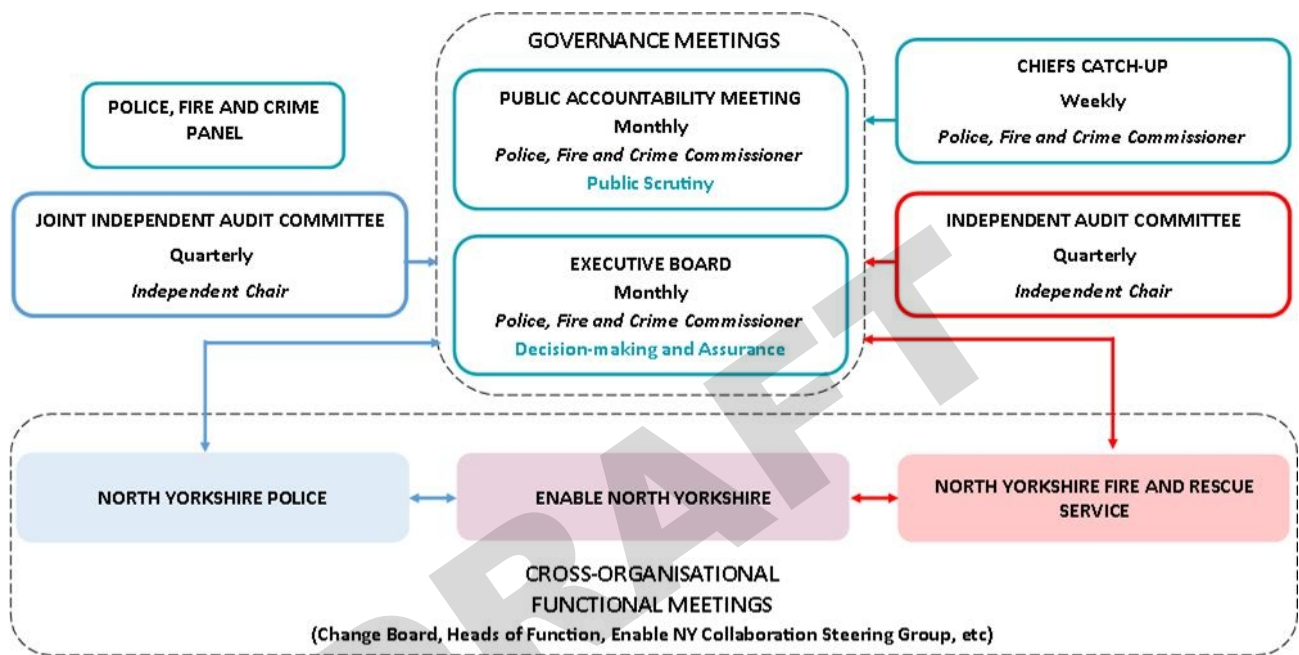 GOVERNANCE MEETINGS
POLICE, FIRE AND CRIME
PANEL
PUBLIC ACCOUNTABILITY MEETING
Monthly
Police, Fire and Crime Commissioner
Public Scrutiny
CHIEFS CATCH-UP
Weekly
Police, Fire and Crime Commissioner
JOINT INDEPENDENT AUDIT COMMITTEE
Quarterly
Independent Chair
EXECUTIVE BOARD
Monthly
Police, Fire and Crime Commissioner
Decision-making and Assurance
INDEPENDENT AUDIT COMMITTEE
Quarterly
Independent Chair
NORTH YORKSHIRE POLICE
ENABLE NORTH YORKSHIRE
NORTH YORKSHIRE FIRE AND RESCUE
SERVICE
CROSS-ORGANISATIONAL
FUNCTIONAL MEETINGS
(Change Board, Heads of Function, Enable NY Collaboration Steering Group, etc)
DRAFT